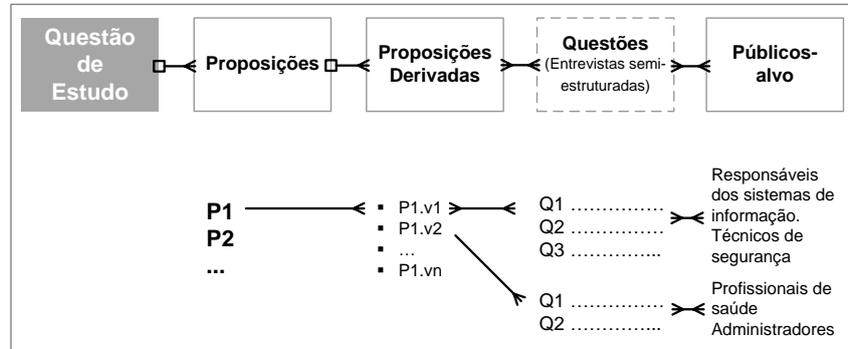 Questão
de
Estudo
Proposições
Proposições
Derivadas
Questões
(Entrevistas semi-
estruturadas)
Públicos-
alvo
P1
P2
...
▪ P1.v1
▪ P1.v2
▪ …
▪ P1.vn
Q1 ……………
Q2 ……………
Q3 …………...
Responsáveis
dos sistemas de
informação.
Técnicos de
segurança
Q1 ……………
Q2 …………...
Profissionais de
saúde
Administradores